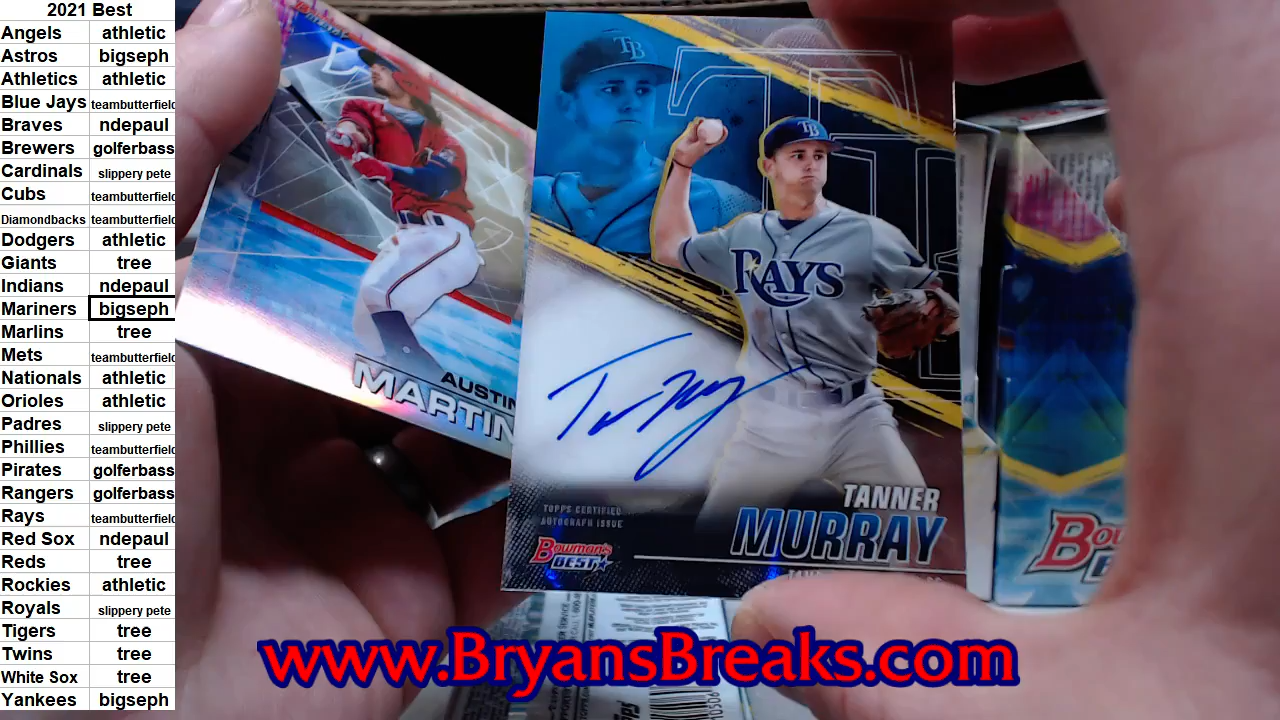 2021 Best
Angels athletic
Astros bigseph
Athletics athletic
Blue Jays teambutterfield
Braves ndepaul
Brewers golferbass
Cardinals slippery pete
Cubs teambutterfield
Diamondbacks teambutterfield
Dodgers athletic
Giants tree
Indians ndepaul
Mariners bigseph
Marlins tree
Mets teambutterfield
Nationals athletic
Orioles athletic
Padres slippery pete
Phillies teambutterfield
Pirates golferbass
Rangers golferbass
Rays teambutterfield
Red Sox ndepaul
Reds tree
Rockies athletic
Royals slippery pete
Tigers tree
Twins tree
White Sox tree
Yankees bigseph
AUSTIN
MARTIN
TB
TB
RAYS
TOPPS CERTIFIED
AUTOGRAPH ISSUE
Bowman's
BEST
TANNER
MURRAY
www.BryansBreaks.com